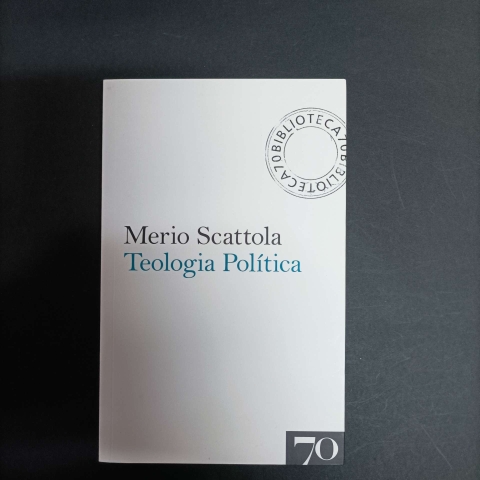 BIBLIOTECA70BIBLIOTECA70
Merio Scattola
Teologia Política
70